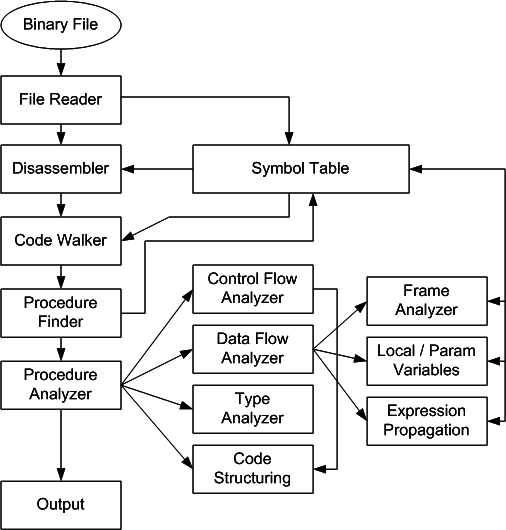 Binary File
File Reader
Disassembler
Symbol Table
Code Walker
Procedure
Finder
Control Flow
Analyzer
Frame
Analyzer
Data Flow
Analyzer
Local / Param
Variables
Procedure
Analyzer
Type
Analyzer
Expression
Propagation
Code
Structuring
Output